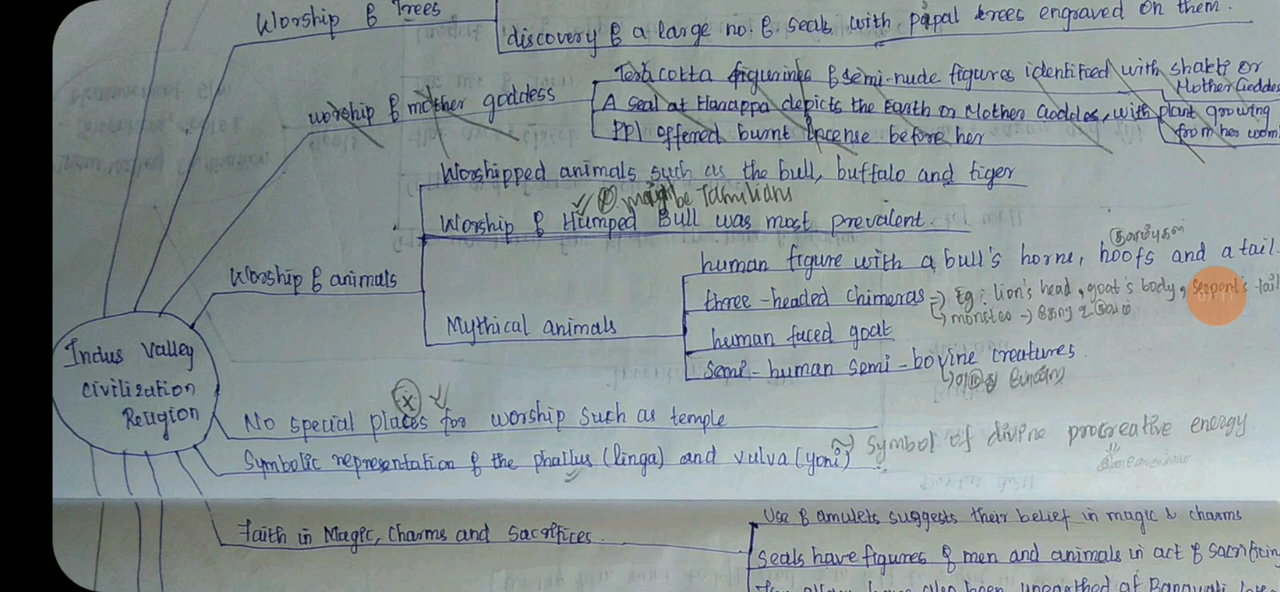 Worship of Trees
discovery of a large no. of seals with pipal trees engraved on them.
Worship of mother goddess
Terracotta figurines of semi-nude figures identified with shakti or
Mother Goddess
A seal at Harappa depicts the Earth or Mother Goddes, with plant growing
from her womb
PPl offered burnt incense before her
Worship of animals
Worshipped animals such as the bull, buffalo and tiger
may be Tamilians
Worship of Humped Bull was most prevalent.
Mythical animals
human figure with a bull's horns, hoofs and a tail.
three-headed chimeras → Eg: lion's head, goat's body, serpent's tail
monster →
human faced goat
semi-human semi-bovine creatures
Indus Valley
Civilization
Religion
No special places for worship such as temple
Symbolic representation of the phallus (linga) and vulva (yoni) → symbol of divine procreative energy
Faith in Magic, Charms and Sacrifices.
Use of amulets suggests their belief in magic & charms
seals have figures of men and animals in act of sacrificing